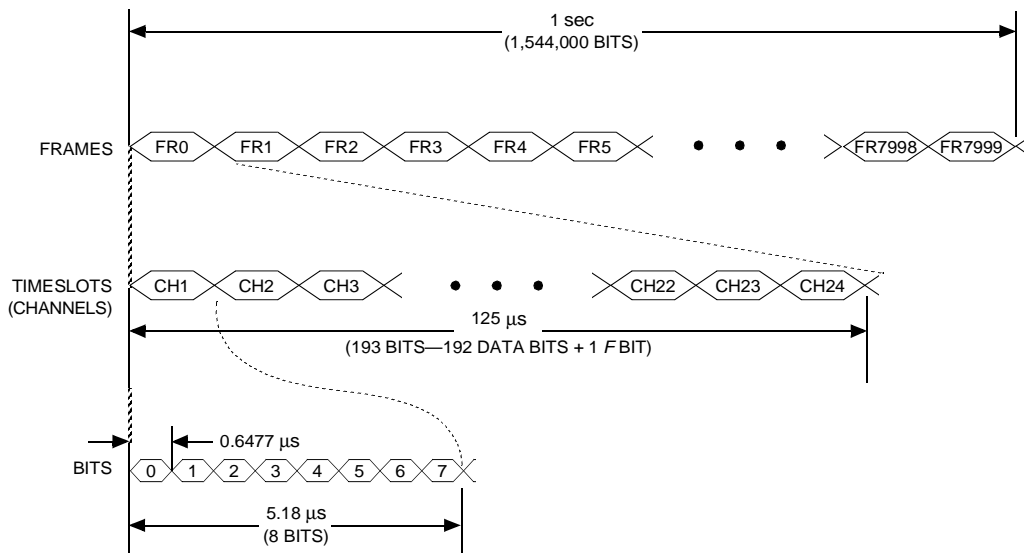 1 sec
(1,544,000 BITS)
FRAMES FR0 FR1 FR2 FR3 FR4 FR5 • • • FR7998 FR7999
TIMESLOTS
(CHANNELS)
CH1 CH2 CH3 • • • CH22 CH23 CH24
125 µs
(193 BITS—192 DATA BITS + 1 F BIT)
0.6477 µs
BITS 0 1 2 3 4 5 6 7
5.18 µs
(8 BITS)